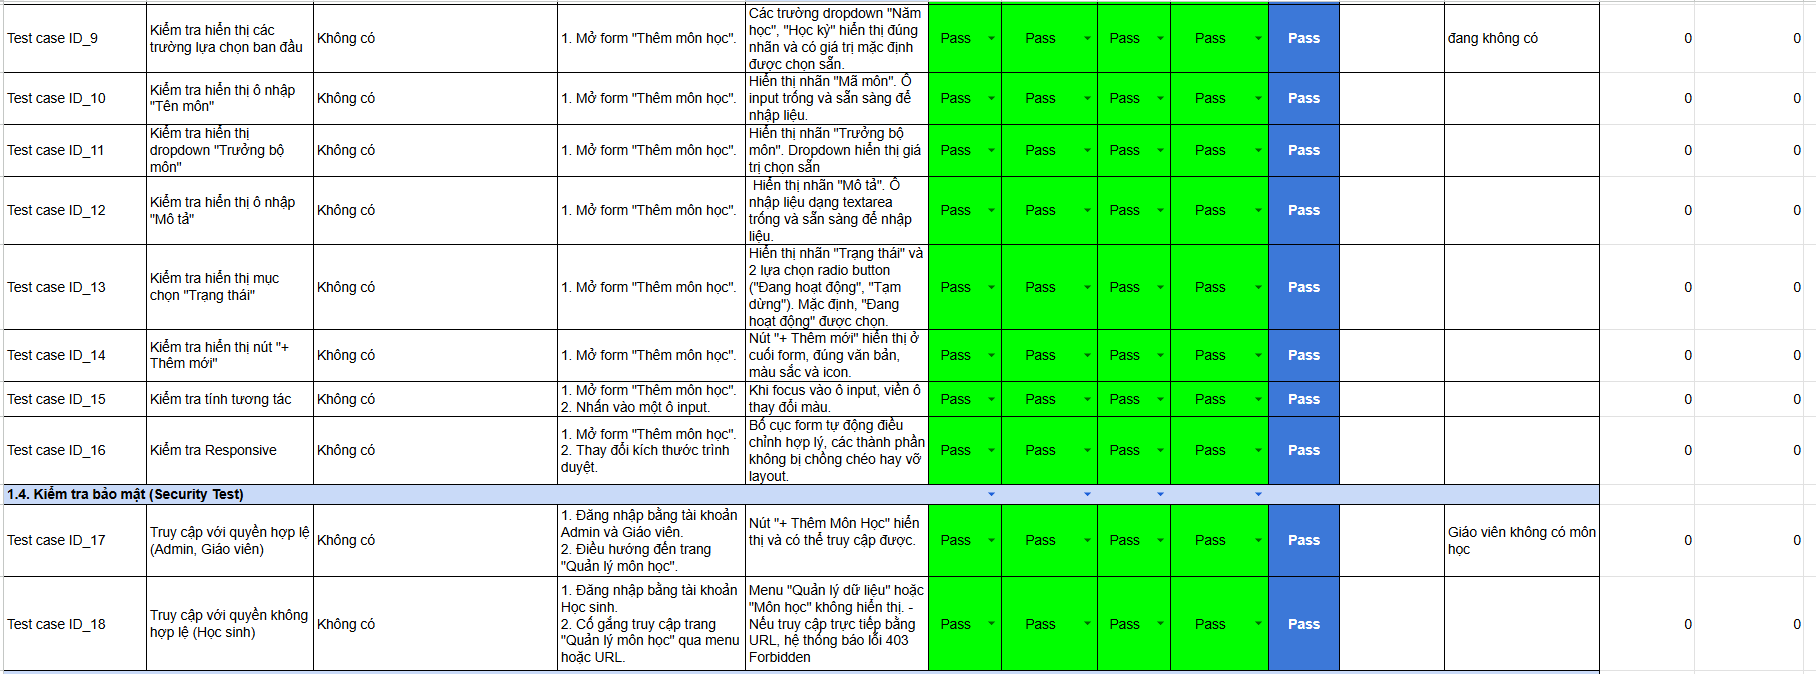 Test case ID_9
Kiểm tra hiển thị các
trường lựa chọn ban đầu
Không có
1. Mở form "Thêm môn học".
Các trường dropdown "Năm
học", "Học kỳ" hiển thị đúng
nhãn và có giá trị mặc định
được chọn sẵn.
Pass
Pass
Pass
Pass
Pass
đang không có
0
0
Test case ID_10
Kiểm tra hiển thị ô nhập
"Tên môn"
Không có
1. Mở form "Thêm môn học".
Hiển thị nhãn "Mã môn". Ô
input trống và sẵn sàng để
nhập liệu.
Pass
Pass
Pass
Pass
Pass
0
0
Test case ID_11
Kiểm tra hiển thị
dropdown "Trưởng bộ
môn"
Không có
1. Mở form "Thêm môn học".
Hiển thị nhãn "Trưởng bộ
môn". Dropdown hiển thị giá
trị chọn sẵn
Pass
Pass
Pass
Pass
Pass
0
0
Test case ID_12
Kiểm tra hiển thị ô nhập
"Mô tả"
Không có
1. Mở form "Thêm môn học".
Hiển thị nhãn "Mô tả". Ô
nhập liệu dạng textarea
trống và sẵn sàng để nhập
liệu.
Pass
Pass
Pass
Pass
Pass
0
0
Test case ID_13
Kiểm tra hiển thị mục
chọn "Trạng thái"
Không có
1. Mở form "Thêm môn học".
Hiển thị nhãn "Trạng thái" và
2 lựa chọn radio button
("Đang hoạt động", "Tạm
dừng"). Mặc định, "Đang
hoạt động" được chọn.
Pass
Pass
Pass
Pass
Pass
0
0
Test case ID_14
Kiểm tra hiển thị nút "+
Thêm mới"
Không có
1. Mở form "Thêm môn học".
Nút "+ Thêm mới" hiển thị ở
cuối form, đúng văn bản,
màu sắc và icon.
Pass
Pass
Pass
Pass
Pass
0
0
Test case ID_15
Kiểm tra tính tương tác
Không có
1. Mở form "Thêm môn học".
2. Nhấn vào một ô input.
Khi focus vào ô input, viền ô
thay đổi màu.
Pass
Pass
Pass
Pass
Pass
0
0
Test case ID_16
Kiểm tra Responsive
Không có
1. Mở form "Thêm môn học".
2. Thay đổi kích thước trình
duyệt.
Bố cục form tự động điều
chỉnh hợp lý, các thành phần
không bị chồng chéo hay vỡ
layout.
Pass
Pass
Pass
Pass
Pass
0
0
1.4. Kiểm tra bảo mật (Security Test)
Test case ID_17
Truy cập với quyền hợp lệ
(Admin, Giáo viên)
Không có
1. Đăng nhập bằng tài khoản
Admin và Giáo viên.
2. Điều hướng đến trang
"Quản lý môn học".
Nút "+ Thêm Môn Học" hiển
thị và có thể truy cập được.
Pass
Pass
Pass
Pass
Pass
Giáo viên không có môn
học
0
0
Test case ID_18
Truy cập với quyền không
hợp lệ (Học sinh)
Không có
1. Đăng nhập bằng tài khoản
Học sinh.
2. Cố gắng truy cập trang
"Quản lý môn học" qua menu
hoặc URL.
Menu "Quản lý dữ liệu" hoặc
"Môn học" không hiển thị. -
Nếu truy cập trực tiếp bằng
URL, hệ thống báo lỗi 403
Forbidden
Pass
Pass
Pass
Pass
Pass
0
0